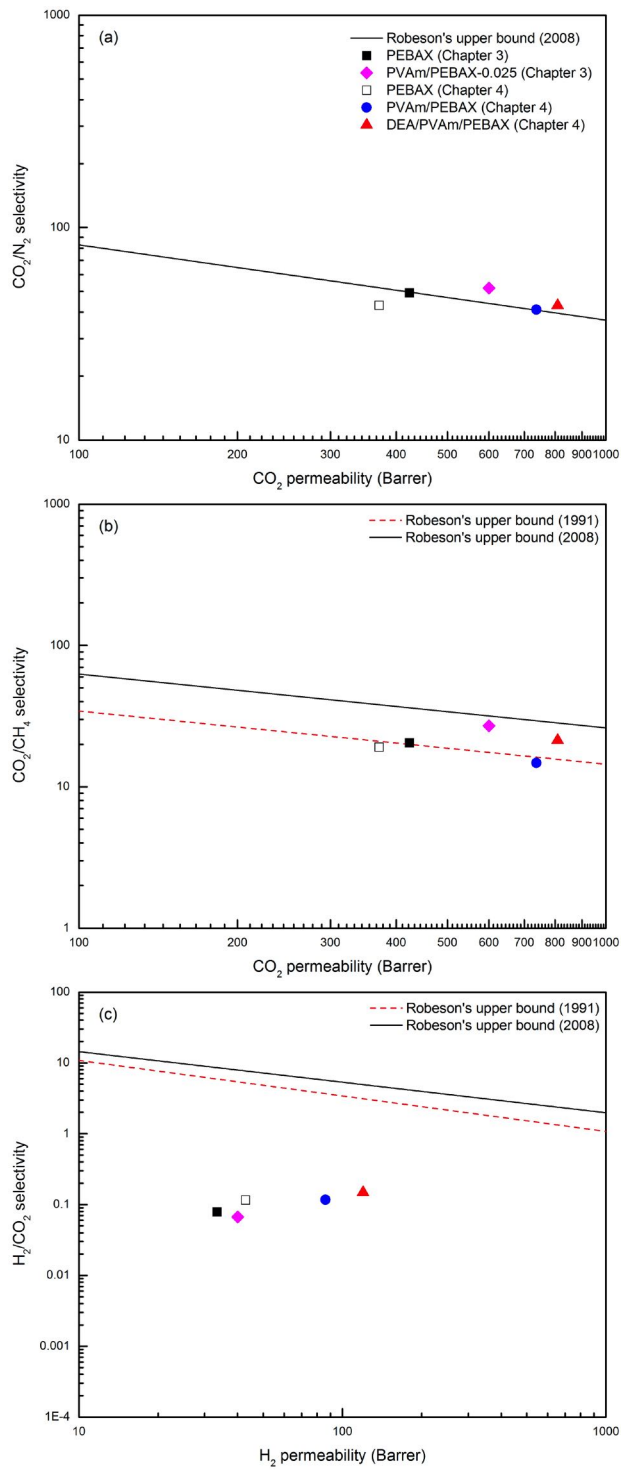 (a)
Robeson's upper bound (2008)
PEBAX (Chapter 3)
PVAm/PEBAX-0.025 (Chapter 3)
PEBAX (Chapter 4)
PVAm/PEBAX (Chapter 4)
DEA/PVAm/PEBAX (Chapter 4)
1000
100
10
CO₂/N₂ selectivity
100 200 300 400 500 600 700 800 900 1000
CO₂ permeability (Barrer)
(b)
Robeson's upper bound (1991)
Robeson's upper bound (2008)
1000
100
10
1
CO₂/CH₄ selectivity
100 200 300 400 500 600 700 800 900 1000
CO₂ permeability (Barrer)
(c)
Robeson's upper bound (1991)
Robeson's upper bound (2008)
100
10
1
0.1
0.01
0.001
1E-4
H₂/CO₂ selectivity
10 100 1000
H₂ permeability (Barrer)